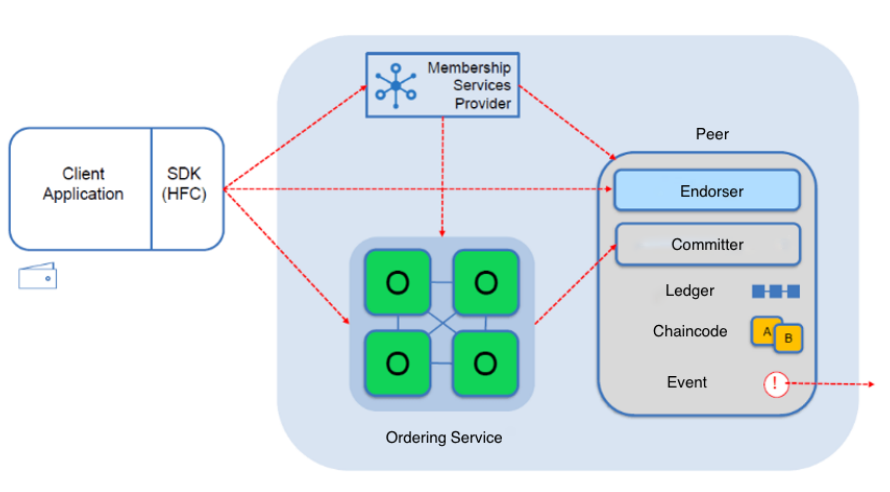 Membership
Services
Provider
Peer
Client
Application
SDK
(HFC)
Endorser
Committer
Ledger
Chaincode
A
B
Event
!
O
O
O
O
Ordering Service